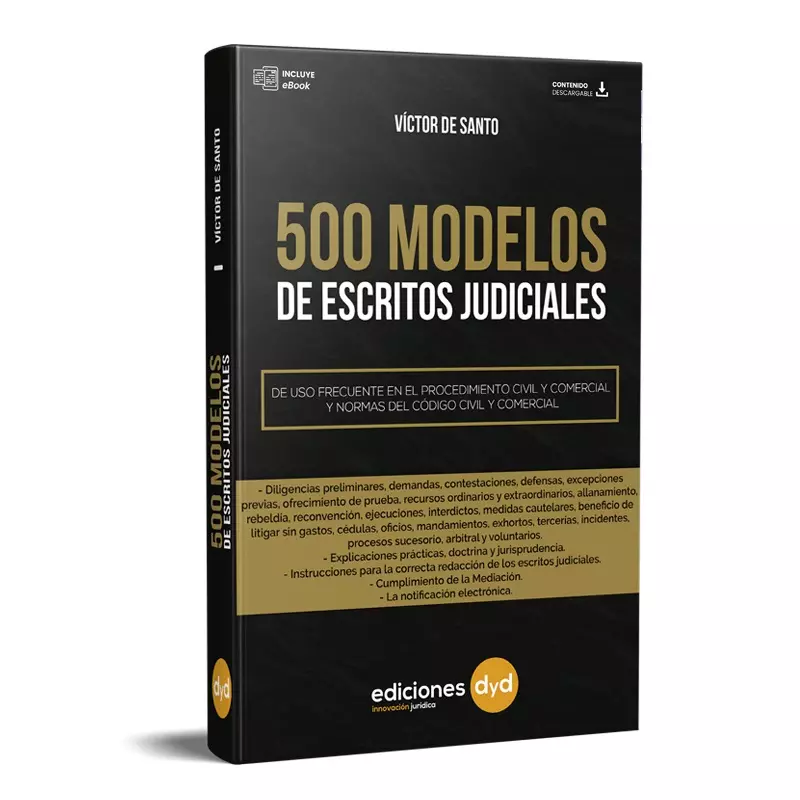 INCLUYE
eBook
CONTENIDO
DESCARGABLE
VÍCTOR DE SANTO
500 MODELOS
DE ESCRITOS JUDICIALES
DE USO FRECUENTE EN EL PROCEDIMIENTO CIVIL Y COMERCIAL
Y NORMAS DEL CÓDIGO CIVIL Y COMERCIAL
- Diligencias preliminares, demandas, contestaciones, defensas, excepciones
previas, ofrecimiento de prueba, recursos ordinarios y extraordinarios, allanamiento,
rebeldía, reconvención, ejecuciones, interdictos, medidas cautelares, beneficio de
litigar sin gastos, cédulas, oficios, mandamientos, exhortos, tercerías, incidentes,
procesos sucesorio, arbitral y voluntarios.
- Explicaciones prácticas, doctrina y jurisprudencia.
- Instrucciones para la correcta redacción de los escritos judiciales.
- Cumplimiento de la Mediación.
- La notificación electrónica.
ediciones dyd
innovación jurídica
VÍCTOR DE SANTO
500 MODELOS
DE ESCRITOS JUDICIALES
dyd